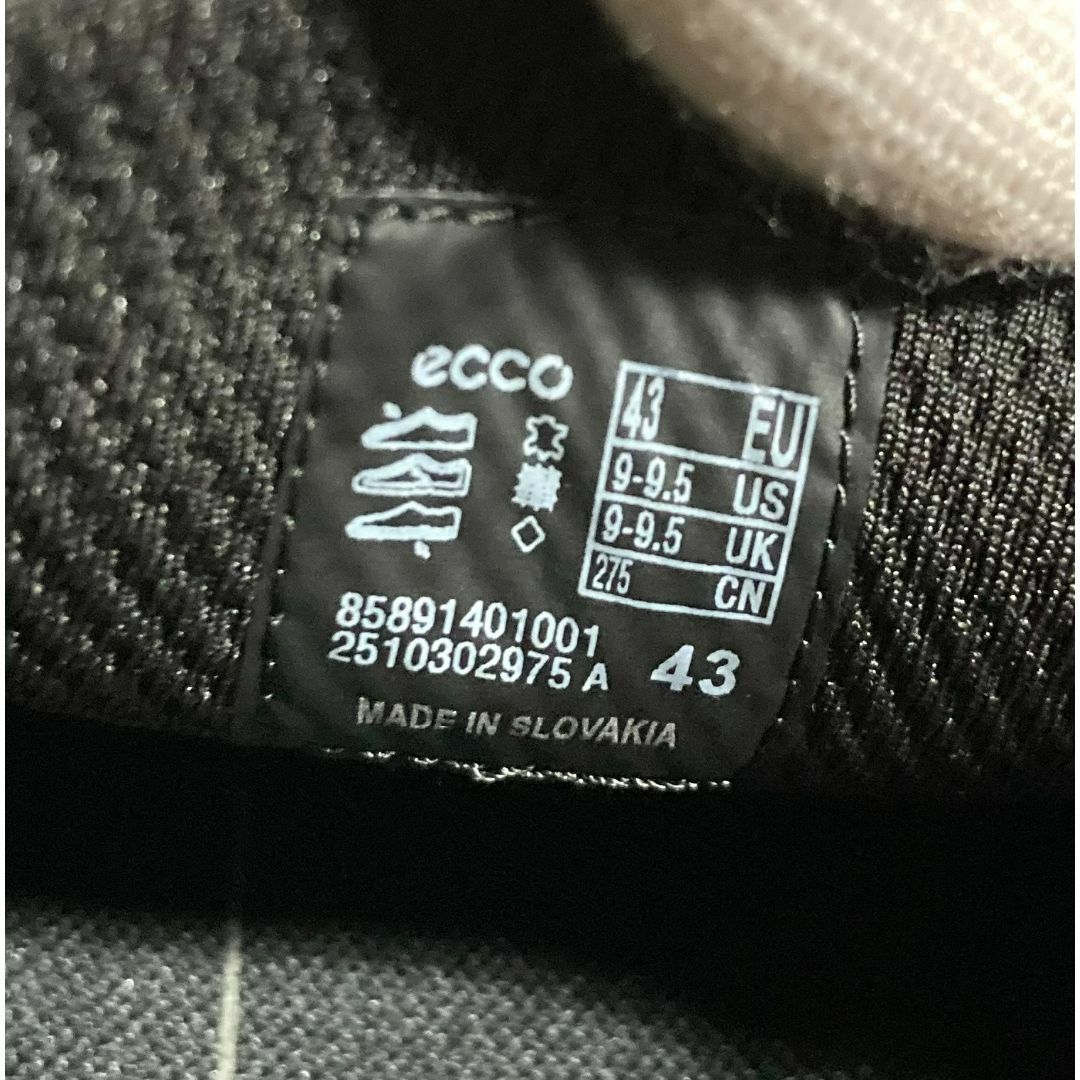 ecco
43 EU
9-9.5 US
9-9.5 UK
275 CN
85891401001
2510302975 A 43
MADE IN SLOVAKIA